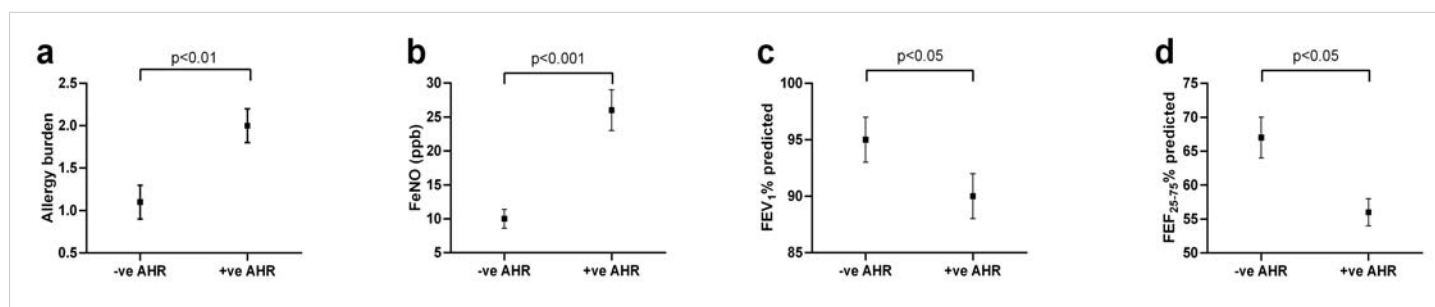 a
p<0.01
Allergy burden
2.5
2.0
1.5
1.0
0.5
-ve AHR +ve AHR
b
p<0.001
FeNO (ppb)
30
25
20
15
10
5
-ve AHR +ve AHR
c
p<0.05
FEV₁% predicted
100
95
90
85
-ve AHR +ve AHR
d
p<0.05
FEF₂₅₋₇₅% predicted
75
70
65
60
55
50
-ve AHR +ve AHR